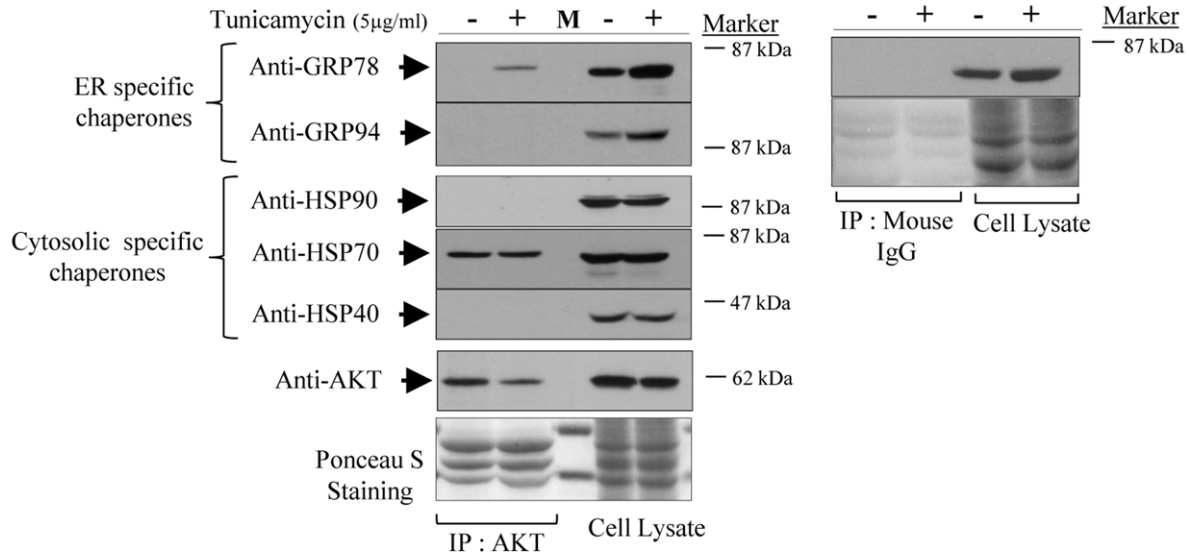 Tunicamycin (5µg/ml) - + M - + Marker
87 kDa
Anti-GRP78
ER specific
chaperones
Anti-GRP94
87 kDa
Anti-HSP90
87 kDa
Cytosolic specific
chaperones
87 kDa
Anti-HSP70
47 kDa
Anti-HSP40
Anti-AKT
62 kDa
Ponceau S
Staining
IP : AKT
Cell Lysate
- + - + Marker
87 kDa
IP : Mouse
IgG
Cell Lysate